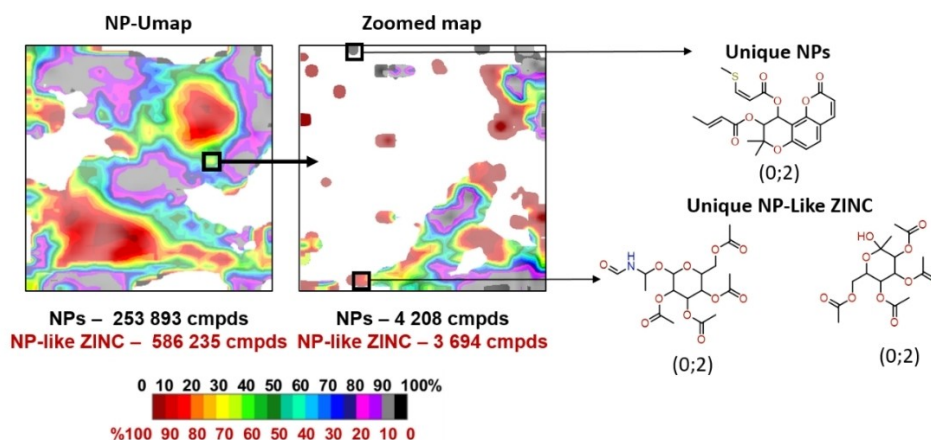 NP-Umap
Zoomed map
NPs – 253 893 cmpds
NP-like ZINC – 586 235 cmpds
NPs – 4 208 cmpds
NP-like ZINC – 3 694 cmpds
0 10 20 30 40 50 60 70 80 90 100%
%100 90 80 70 60 50 40 30 20 10 0
Unique NPs
S
O
O
O
O
O
O
O
O
(0;2)
Unique NP-Like ZINC
O
H
N
O
O
O
O
O
O
O
O
O
O
(0;2)
HO
O
O
O
O
O
O
O
O
O
(0;2)